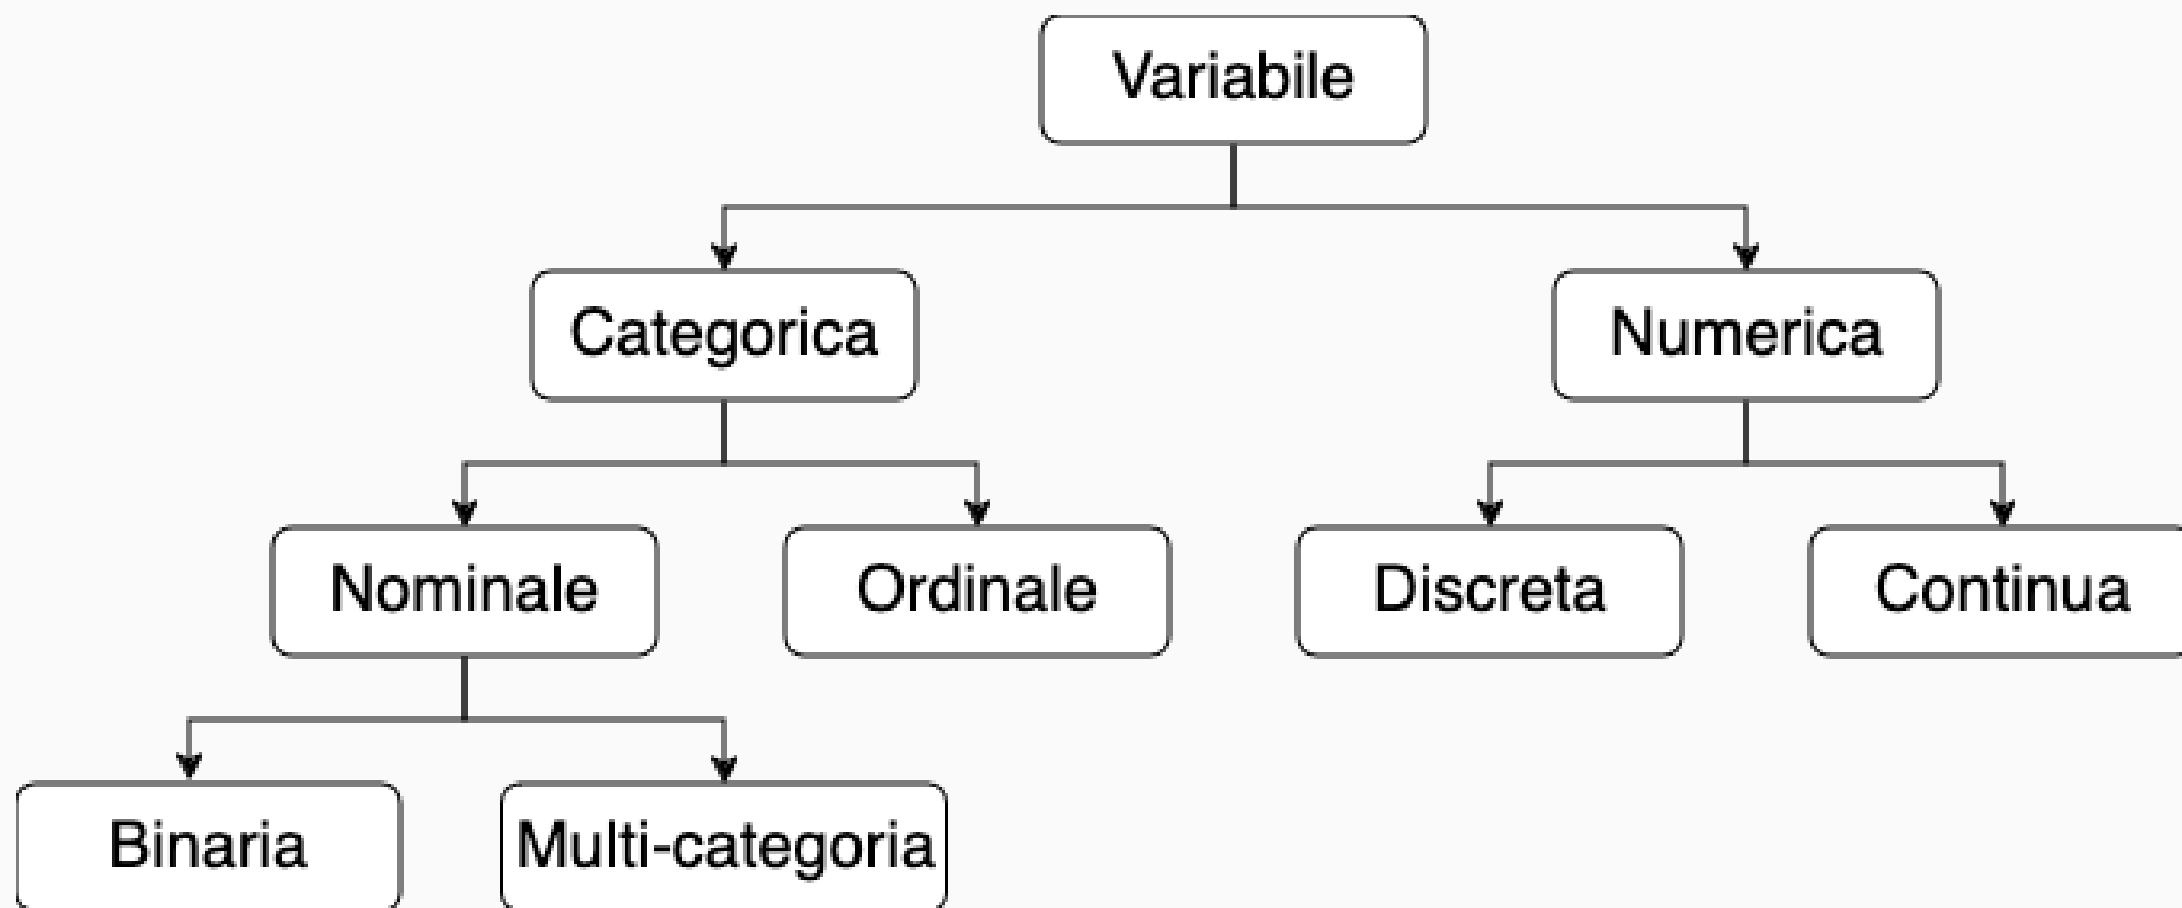 Variabile
Categorica
Numerica
Nominale
Ordinale
Discreta
Continua
Binaria
Multi-categoria